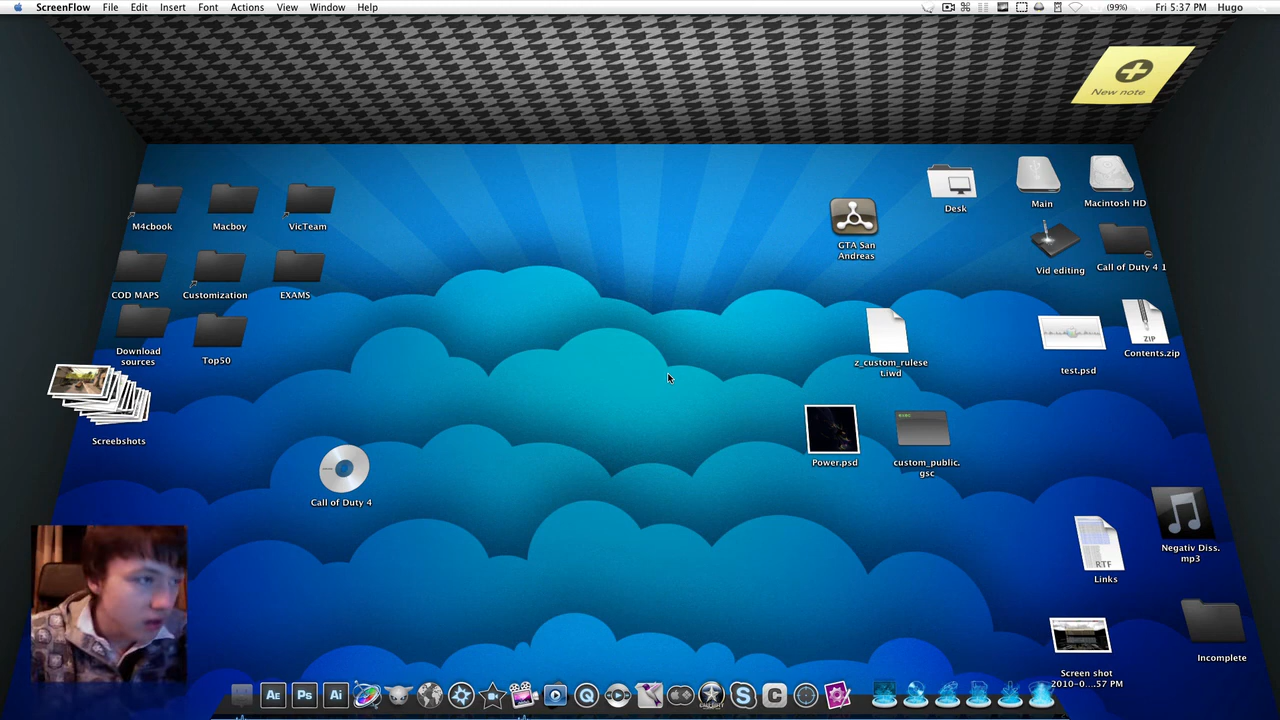 ScreenFlow File Edit Insert Font Actions View Window Help
(99%) Fri 5:37 PM Hugo
New note
M4cbook
Macboy
VicTeam
Desk
Main
Macintosh HD
GTA San
Andreas
Vid editing
Call of Duty 4 1
COD MAPS
Customization
EXAMS
Download
sources
Top50
z_custom_rulese
t.iwd
test.psd
ZIP
Contents.zip
Screebshots
Call of Duty 4
Power.psd
custom_public.
gsc
Negativ Diss.
mp3
RTF
Links
Incomplete
Screen shot
2010-0...57 PM
AE Ps Ai